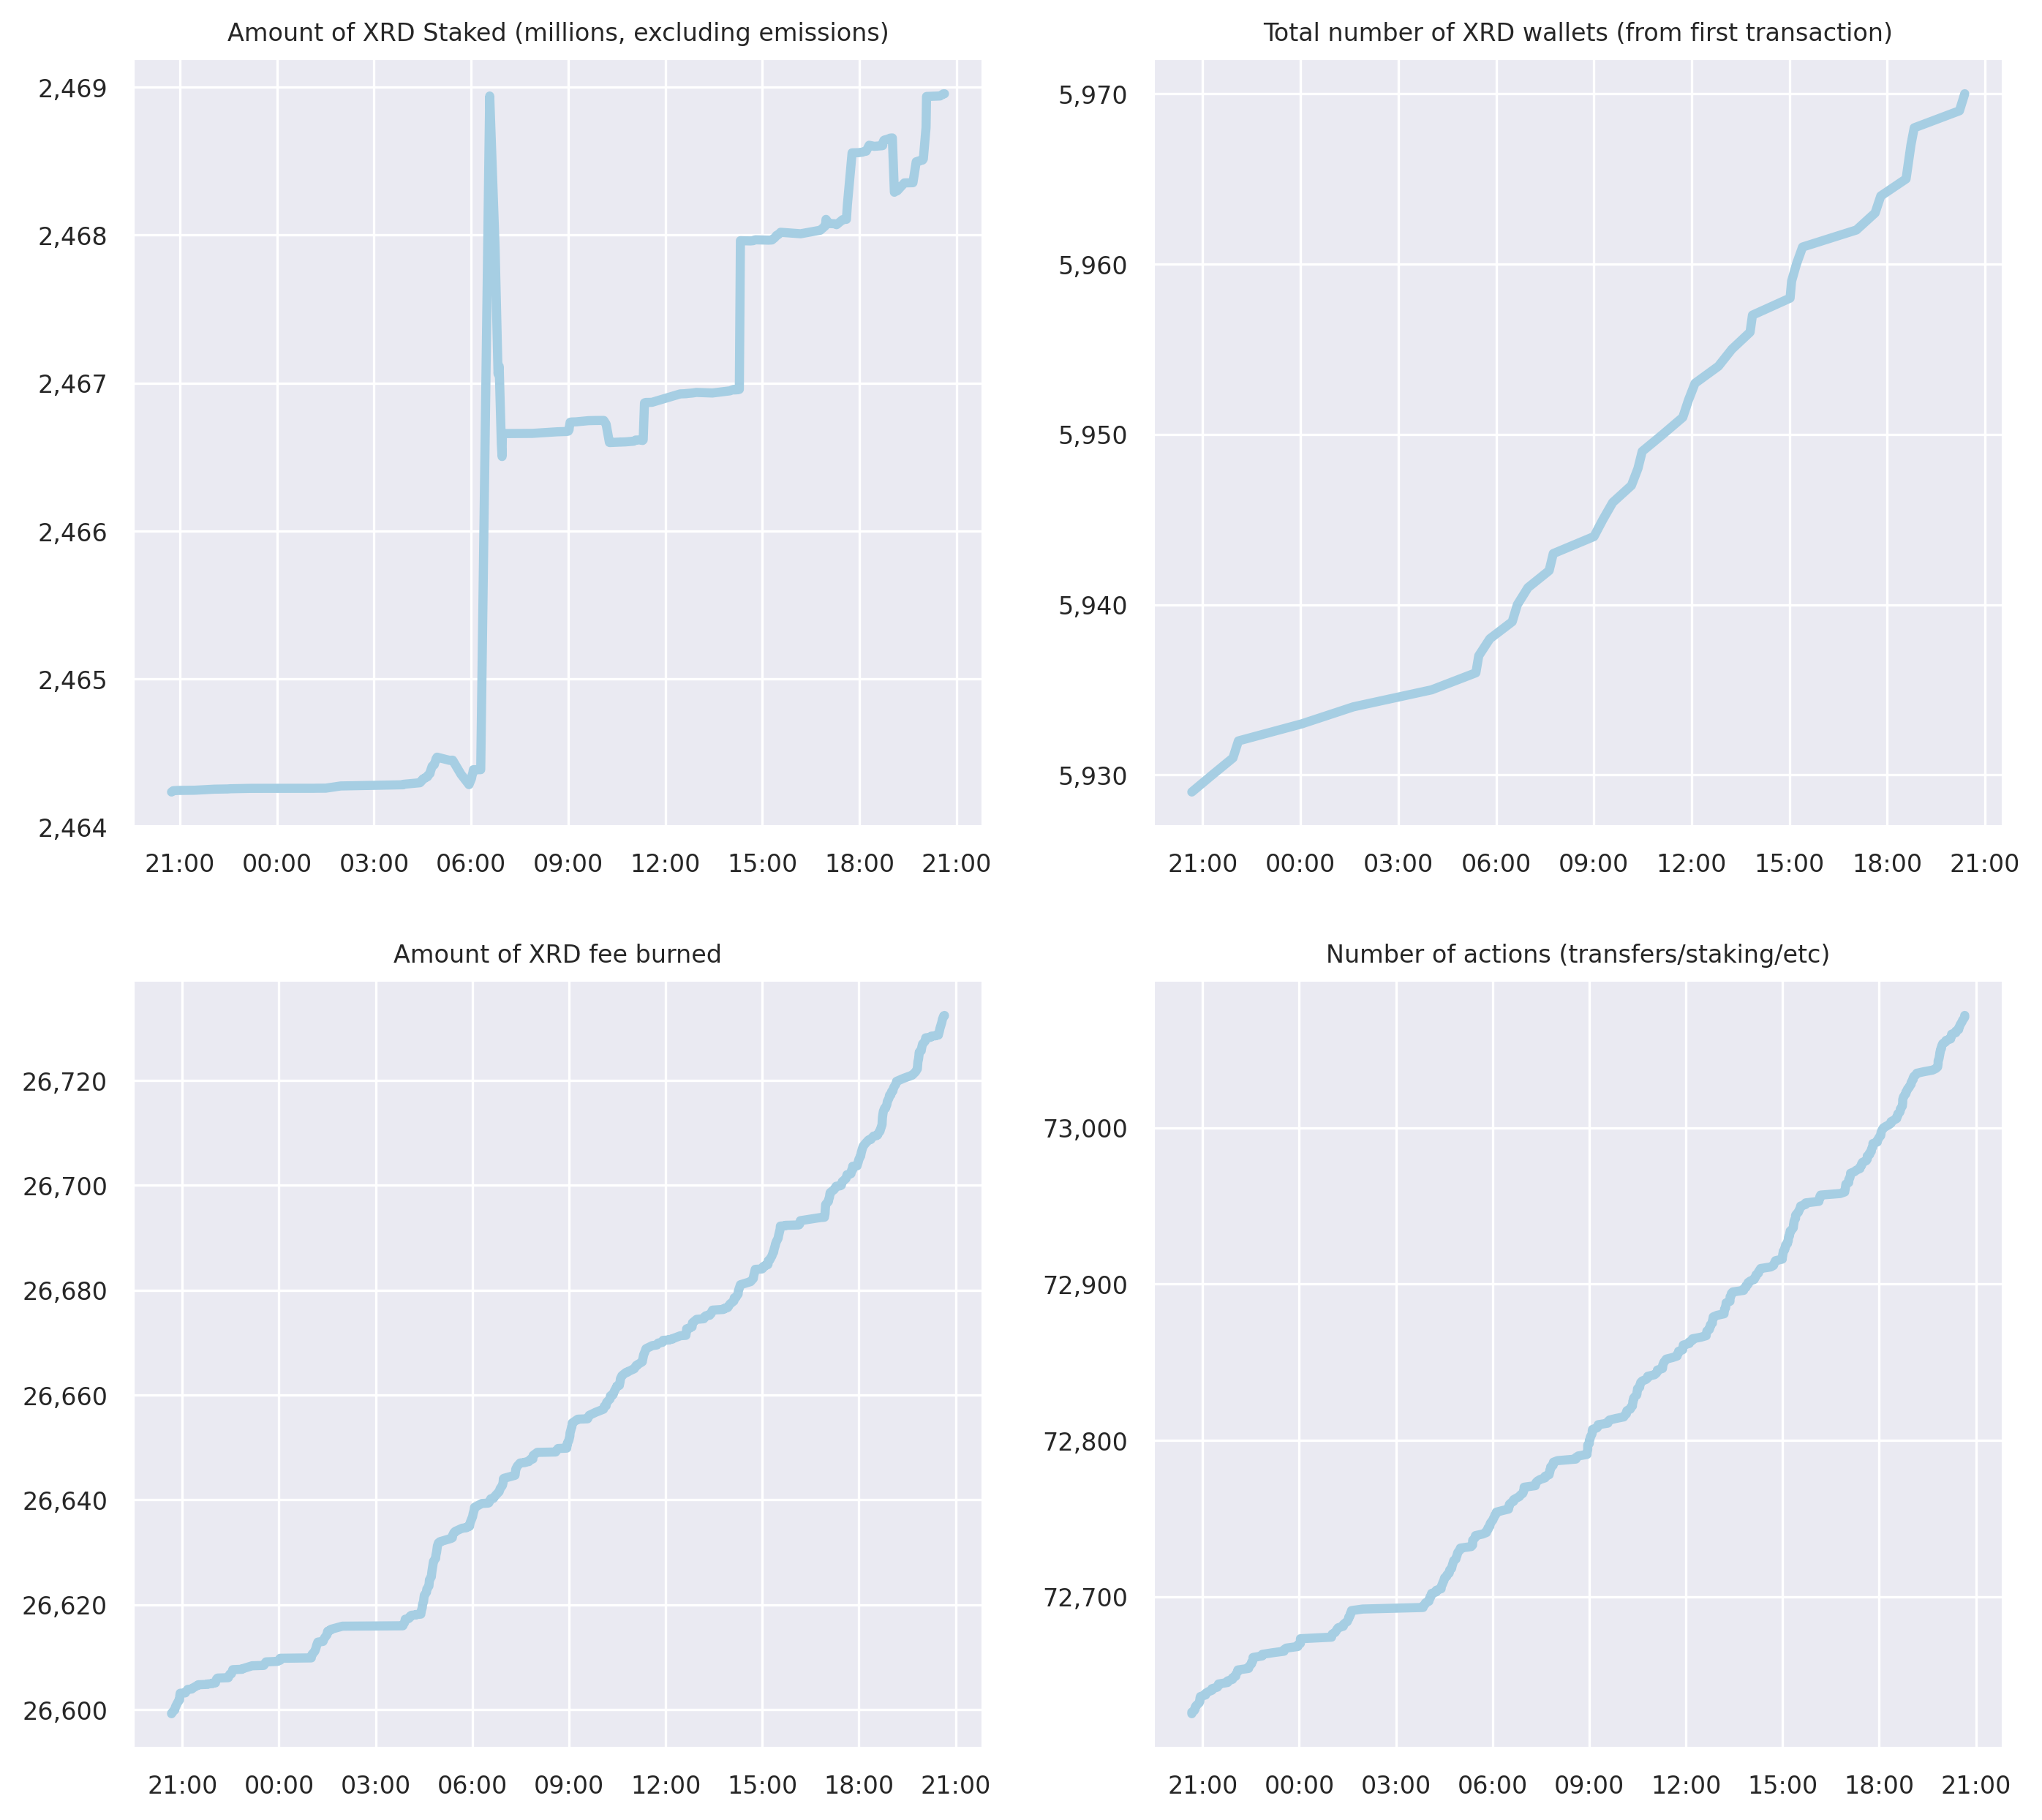 Amount of XRD Staked (millions, excluding emissions)
2,469
2,468
2,467
2,466
2,465
2,464
21:00 00:00 03:00 06:00 09:00 12:00 15:00 18:00 21:00
Total number of XRD wallets (from first transaction)
5,970
5,960
5,950
5,940
5,930
21:00 00:00 03:00 06:00 09:00 12:00 15:00 18:00 21:00
Amount of XRD fee burned
26,720
26,700
26,680
26,660
26,640
26,620
26,600
21:00 00:00 03:00 06:00 09:00 12:00 15:00 18:00 21:00
Number of actions (transfers/staking/etc)
73,000
72,900
72,800
72,700
21:00 00:00 03:00 06:00 09:00 12:00 15:00 18:00 21:00